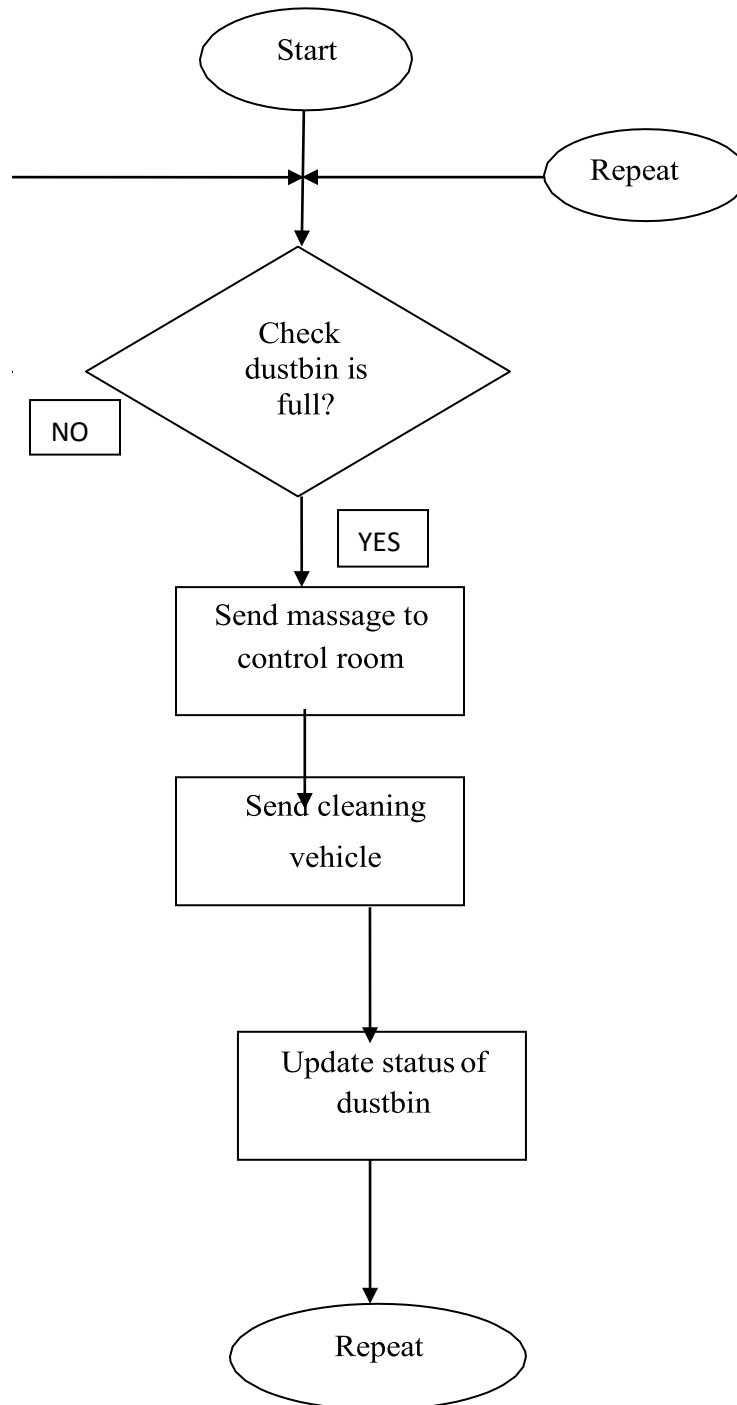 Start
Repeat
Check
dustbin is
full?
NO
YES
Send massage to
control room
Send cleaning
vehicle
Update status of
dustbin
Repeat